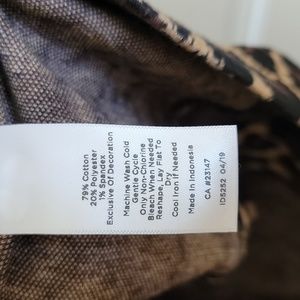 79% Cotton
20% Polyester
1% Spandex
Exclusive Of Decoration
Machine Wash Cold
Gentle Cycle
Only Non-Chlorine
Bleach When Needed
Reshape, Lay Flat To
Dry
Cool Iron If Needed
Made In Indonesia
CA #23147
ID5252 04/19